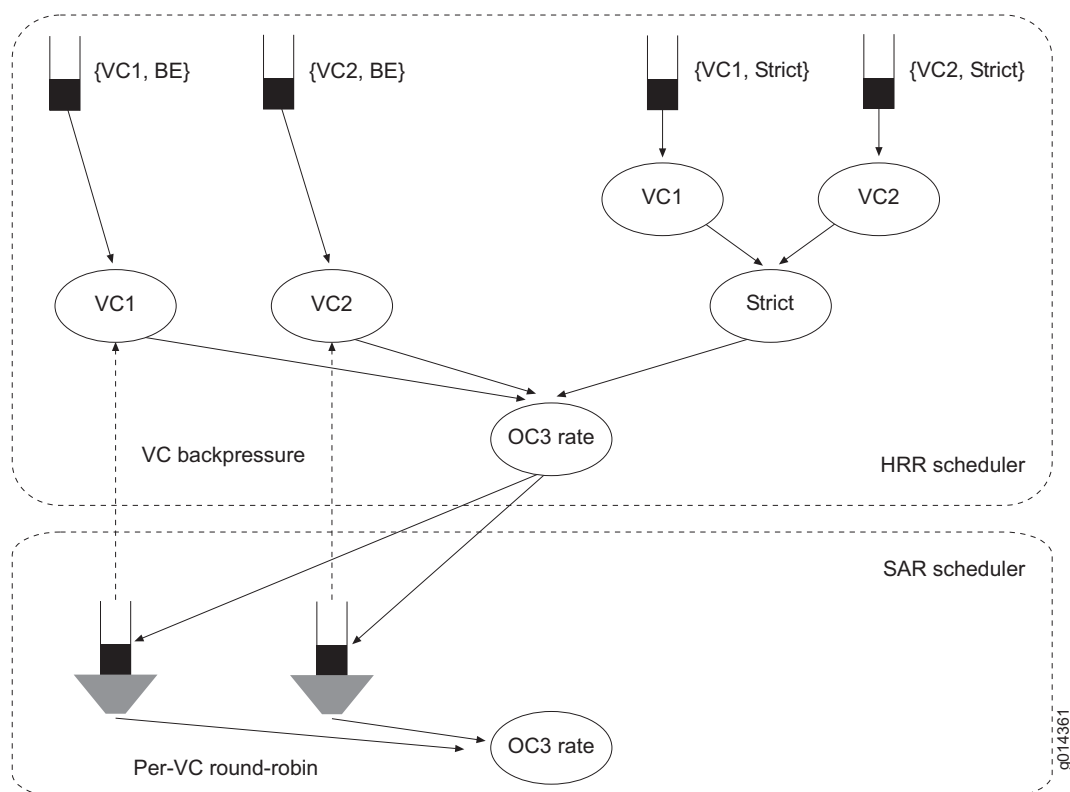 {VC1, BE}
{VC2, BE}
{VC1, Strict}
{VC2, Strict}
VC1
VC2
VC1
VC2
Strict
OC3 rate
VC backpressure
HRR scheduler
SAR scheduler
OC3 rate
Per-VC round-robin
g014361